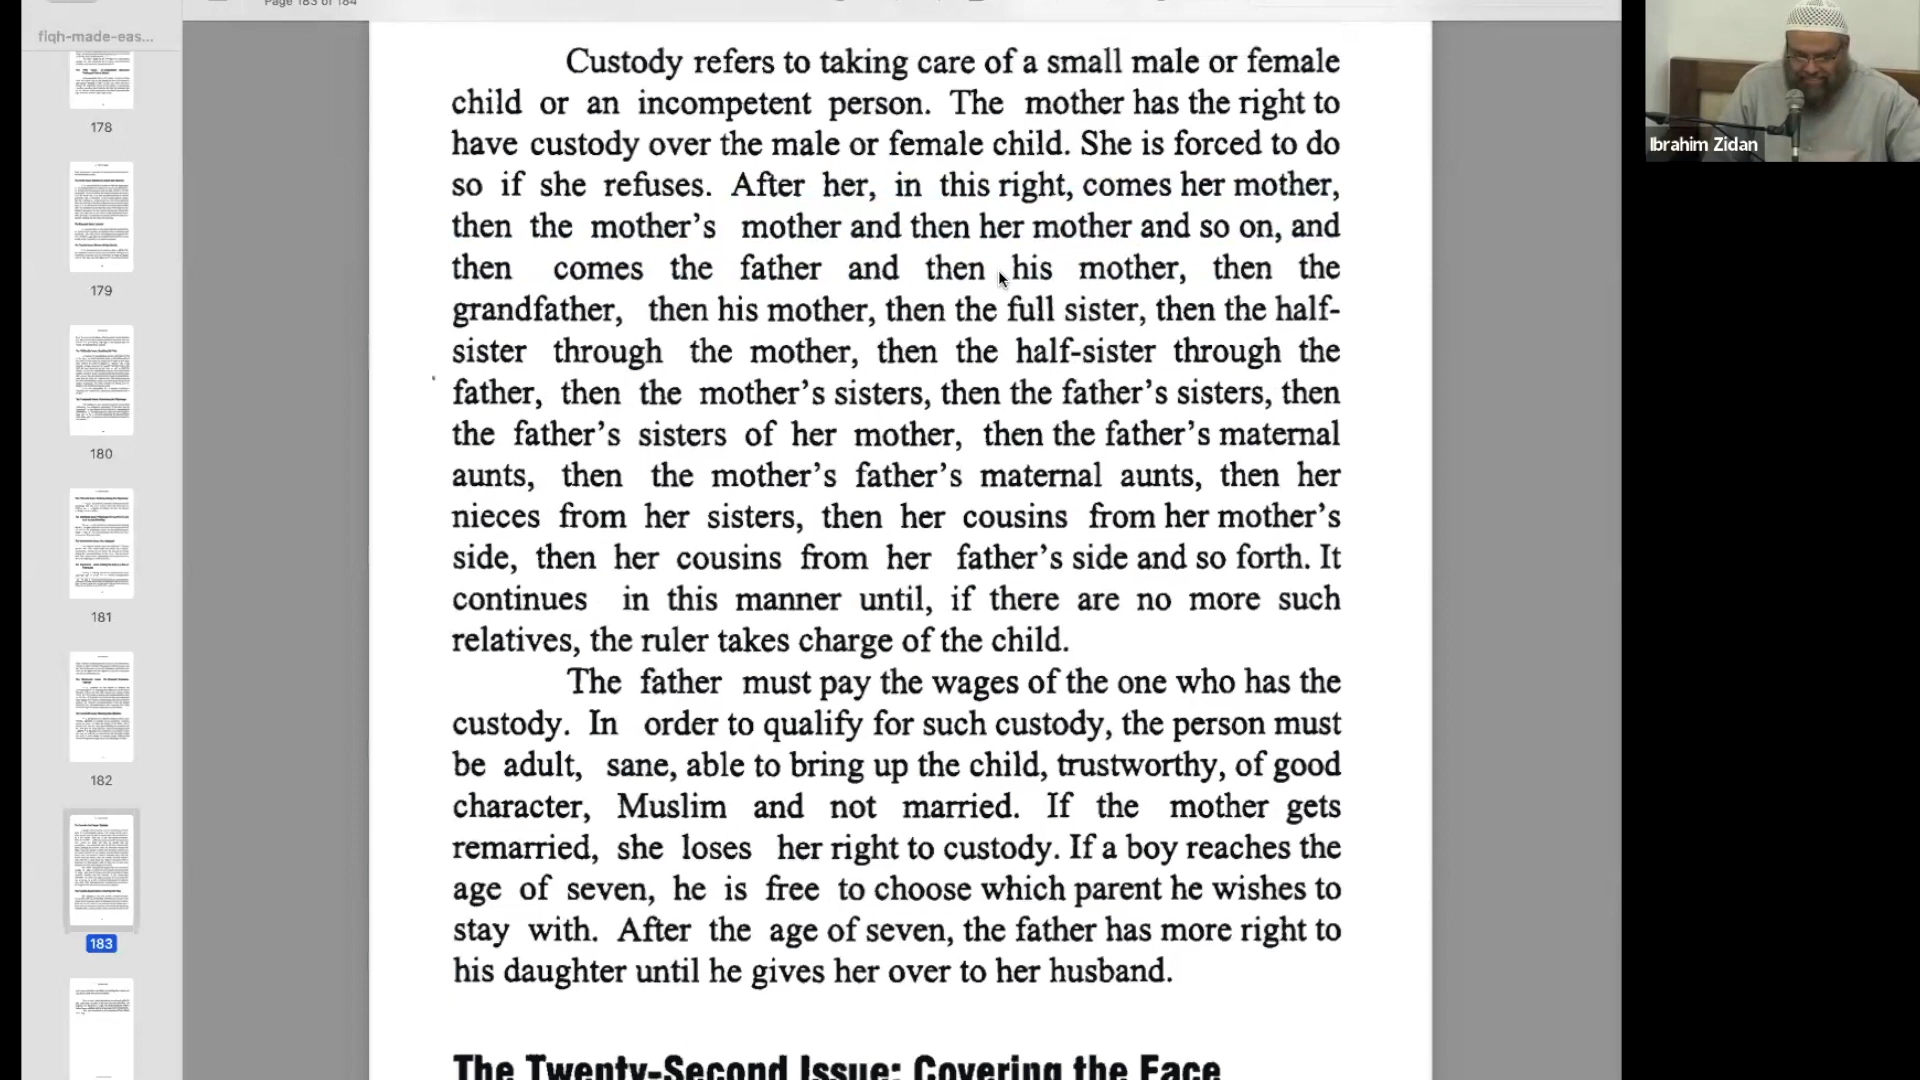 Page 183 of 184
fiqh-made-eas...
178
179
180
181
182
183
Custody refers to taking care of a small male or female
child or an incompetent person. The mother has the right to
have custody over the male or female child. She is forced to do
so if she refuses. After her, in this right, comes her mother,
then the mother's mother and then her mother and so on, and
then comes the father and then his mother, then the
grandfather, then his mother, then the full sister, then the half-
sister through the mother, then the half-sister through the
father, then the mother's sisters, then the father's sisters, then
the father's sisters of her mother, then the father's maternal
aunts, then the mother's father's maternal aunts, then her
nieces from her sisters, then her cousins from her mother's
side, then her cousins from her father's side and so forth. It
continues in this manner until, if there are no more such
relatives, the ruler takes charge of the child.
The father must pay the wages of the one who has the
custody. In order to qualify for such custody, the person must
be adult, sane, able to bring up the child, trustworthy, of good
character, Muslim and not married. If the mother gets
remarried, she loses her right to custody. If a boy reaches the
age of seven, he is free to choose which parent he wishes to
stay with. After the age of seven, the father has more right to
his daughter until he gives her over to her husband.
The Twenty-Second Issue: Covering the Face
Ibrahim Zidan